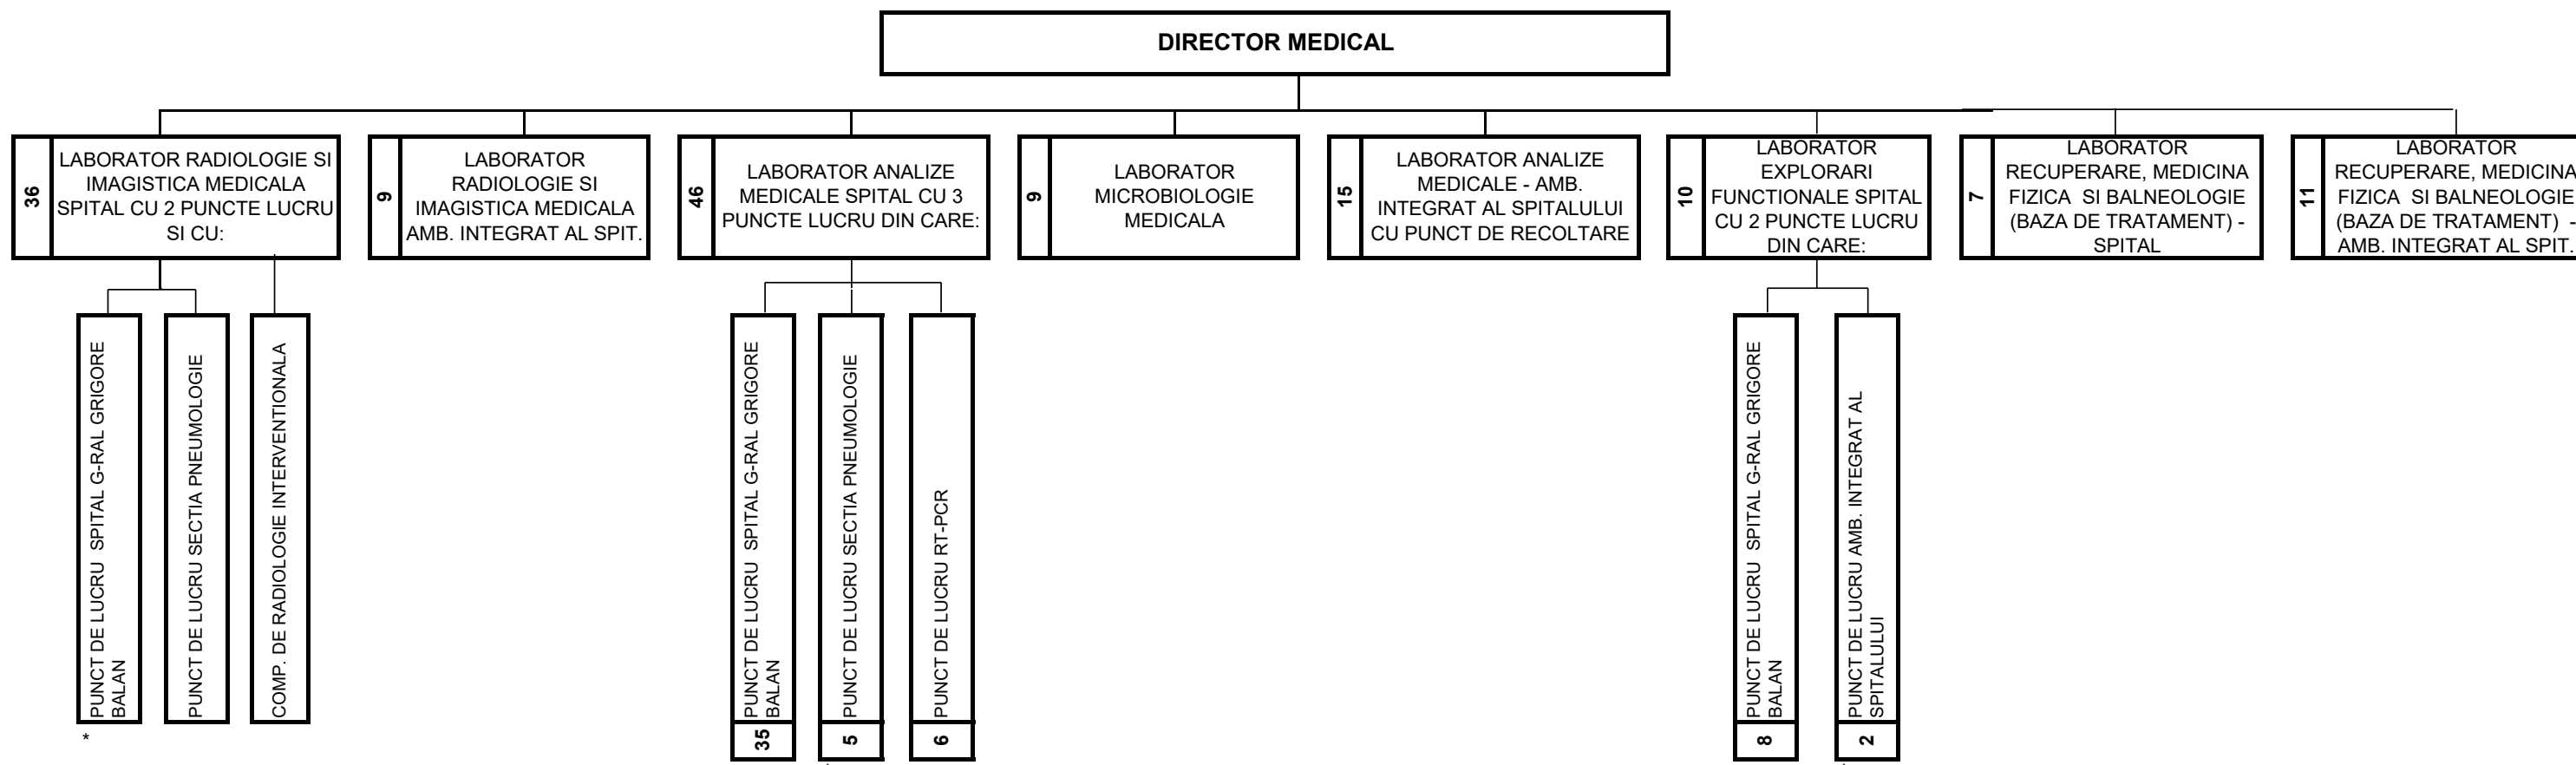 DIRECTOR MEDICAL
36
LABORATOR RADIOLOGIE SI
IMAGISTICA MEDICALA
SPITAL CU 2 PUNCTE LUCRU
SI CU:
9
LABORATOR
RADIOLOGIE SI
IMAGISTICA MEDICALA
AMB. INTEGRAT AL SPIT.
46
LABORATOR ANALIZE
MEDICALE SPITAL CU 3
PUNCTE LUCRU DIN CARE:
9
LABORATOR
MICROBIOLOGIE
MEDICALA
15
LABORATOR ANALIZE
MEDICALE - AMB.
INTEGRAT AL SPITALULUI
CU PUNCT DE RECOLTARE
10
LABORATOR
EXPLORARI
FUNCTIONALE SPITAL
CU 2 PUNCTE LUCRU
DIN CARE:
7
LABORATOR
RECUPERARE, MEDICINA
FIZICA  SI BALNEOLOGIE
(BAZA DE TRATAMENT) -
SPITAL
11
LABORATOR
RECUPERARE, MEDICINA
FIZICA  SI BALNEOLOGIE
(BAZA DE TRATAMENT)  -
AMB. INTEGRAT AL SPIT.
PUNCT DE LUCRU  SPITAL G-RAL GRIGORE
BALAN
*
PUNCT DE LUCRU SECTIA PNEUMOLOGIE
COMP. DE RADIOLOGIE INTERVENTIONALA
PUNCT DE LUCRU  SPITAL G-RAL GRIGORE
BALAN
35
PUNCT DE LUCRU SECTIA PNEUMOLOGIE
5
PUNCT DE LUCRU RT-PCR
6
PUNCT DE LUCRU  SPITAL G-RAL GRIGORE
BALAN
8
PUNCT DE LUCRU AMB. INTEGRAT AL
SPITALULUI
2